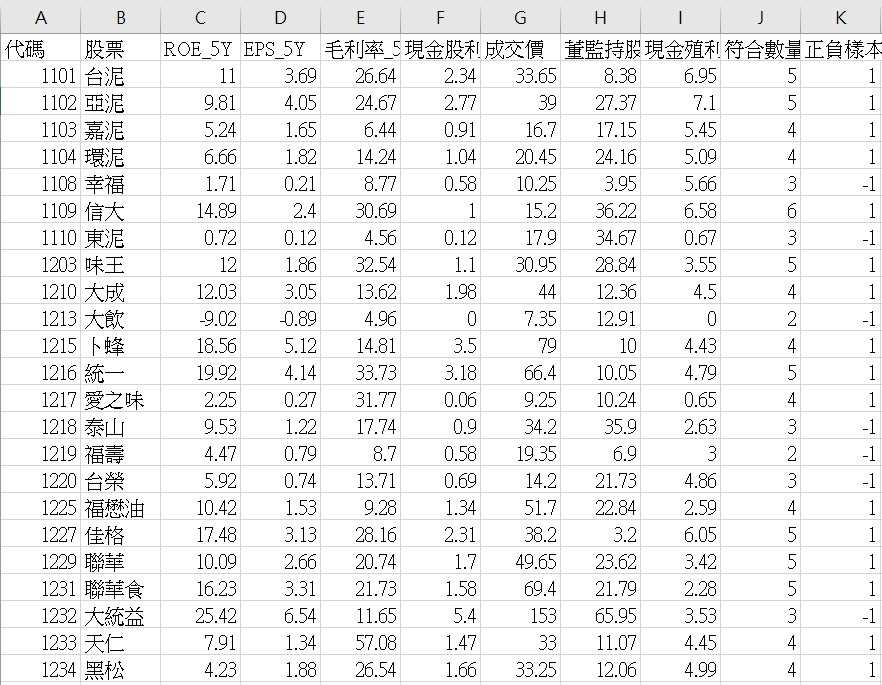 A B C D E F G H I J K
代碼 股票 ROE_5Y EPS_5Y 毛利率_5 現金股利 成交價 董監持股 現金殖利 符合數量 正負樣本
1101 台泥 11 3.69 26.64 2.34 33.65 8.38 6.95 5 1
1102 亞泥 9.81 4.05 24.67 2.77 39 27.37 7.1 5 1
1103 嘉泥 5.24 1.65 6.44 0.91 16.7 17.15 5.45 4 1
1104 環泥 6.66 1.82 14.24 1.04 20.45 24.16 5.09 4 1
1108 幸福 1.71 0.21 8.77 0.58 10.25 3.95 5.66 3 -1
1109 信大 14.89 2.4 30.69 1 15.2 36.22 6.58 6 1
1110 東泥 0.72 0.12 4.56 0.12 17.9 34.67 0.67 3 -1
1203 味王 12 1.86 32.54 1.1 30.95 28.84 3.55 5 1
1210 大成 12.03 3.05 13.62 1.98 44 12.36 4.5 4 1
1213 大飲 -9.02 -0.89 4.96 0 7.35 12.91 0 2 -1
1215 卜蜂 18.56 5.12 14.81 3.5 79 10 4.43 4 1
1216 統一 19.92 4.14 33.73 3.18 66.4 10.05 4.79 5 1
1217 愛之味 2.25 0.27 31.77 0.06 9.25 10.24 0.65 4 1
1218 泰山 9.53 1.22 17.74 0.9 34.2 35.9 2.63 3 -1
1219 福壽 4.47 0.79 8.7 0.58 19.35 6.9 3 2 -1
1220 台榮 5.92 0.74 13.71 0.69 14.2 21.73 4.86 3 -1
1225 福懋油 10.42 1.53 9.28 1.34 51.7 22.84 2.59 4 1
1227 佳格 17.48 3.13 28.16 2.31 38.2 3.2 6.05 5 1
1229 聯華 10.09 2.66 20.74 1.7 49.65 23.62 3.42 5 1
1231 聯華食 16.23 3.31 21.73 1.58 69.4 21.79 2.28 5 1
1232 大統益 25.42 6.54 11.65 5.4 153 65.95 3.53 3 -1
1233 天仁 7.91 1.34 57.08 1.47 33 11.07 4.45 4 1
1234 黑松 4.23 1.88 26.54 1.66 33.25 12.06 4.99 4 1